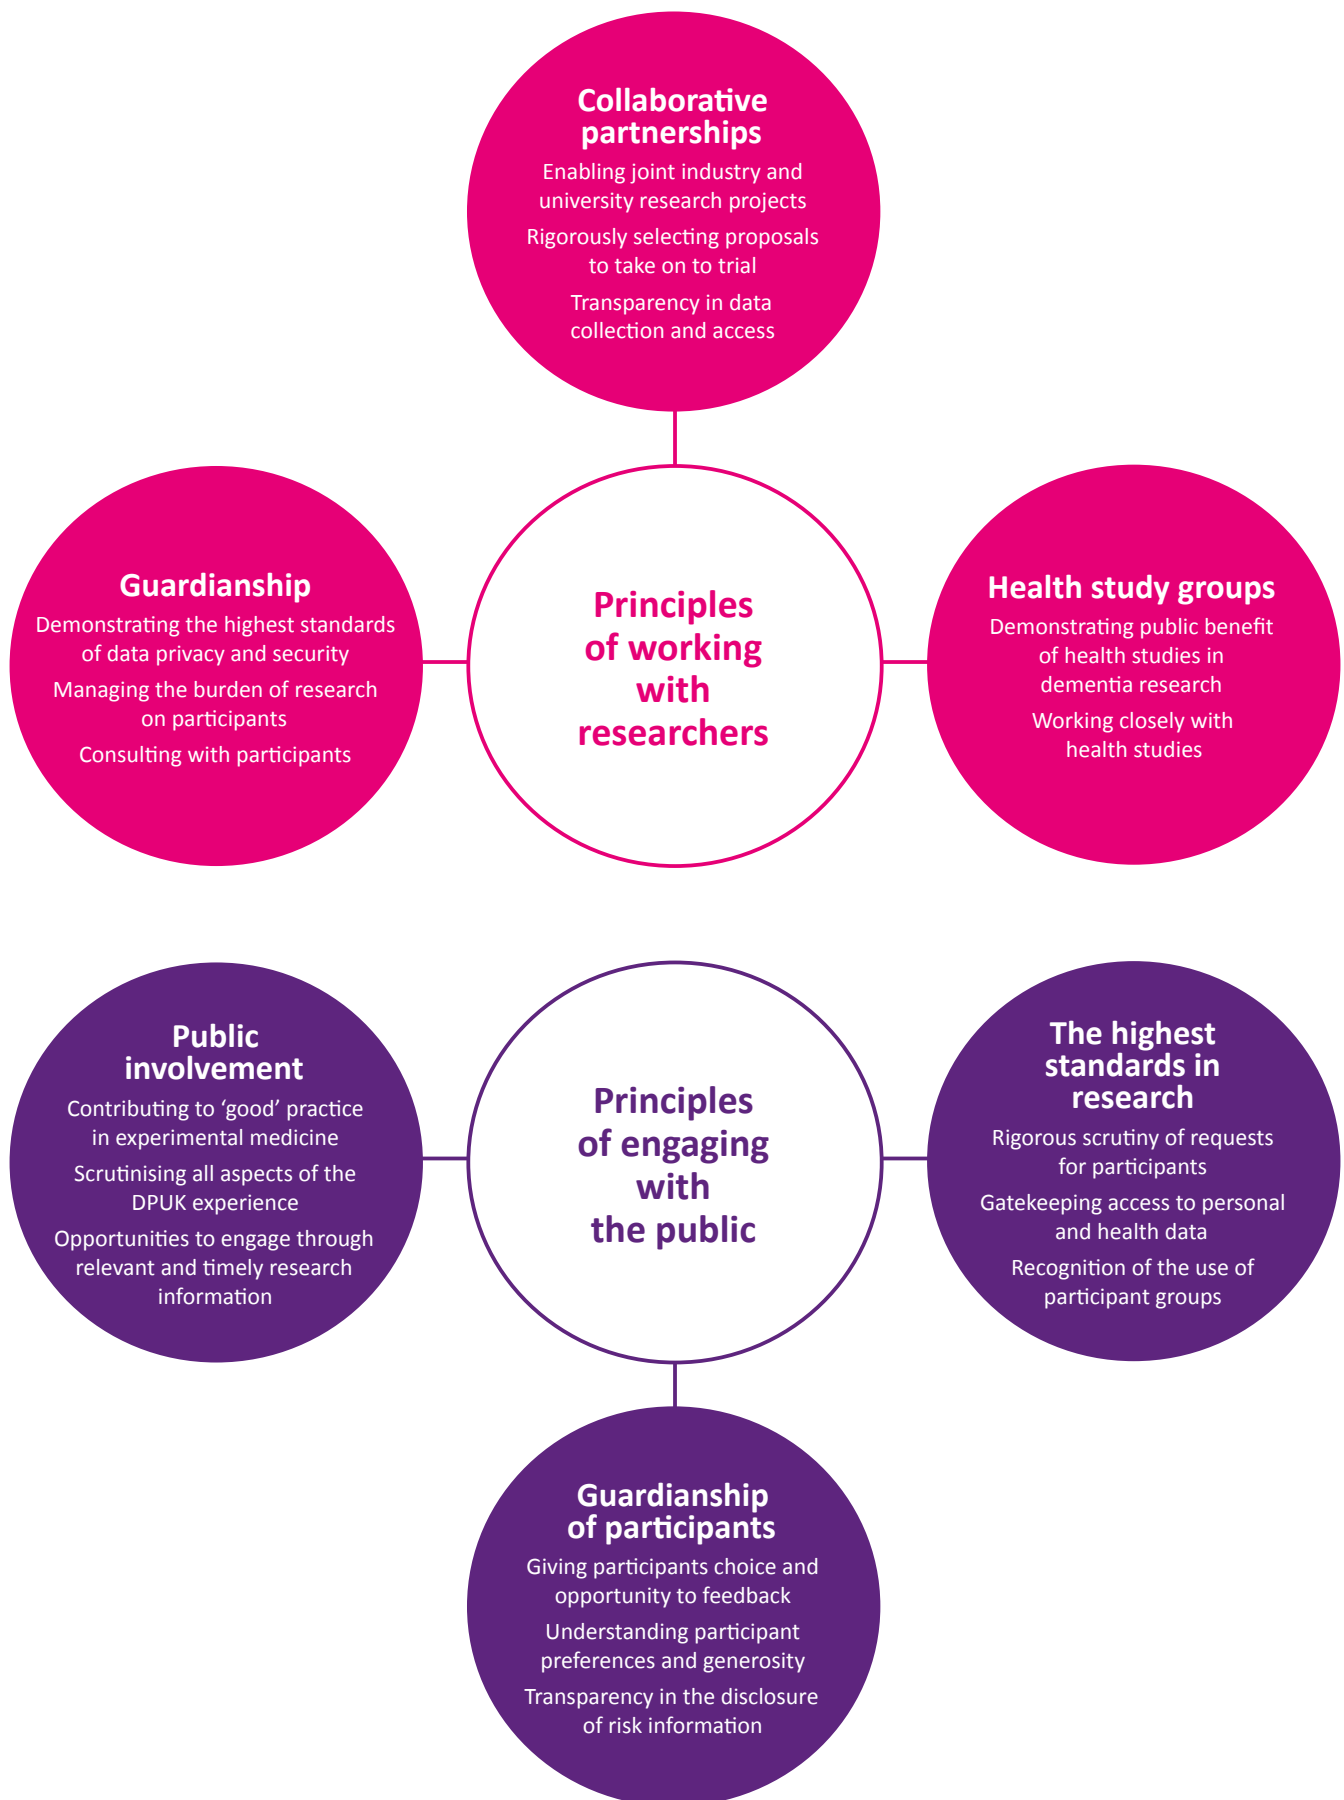 Collaborative
partnerships
Enabling joint industry and
university research projects
Rigorously selecting proposals
to take on to trial
Transparency in data
collection and access
Guardianship
Demonstrating the highest standards
of data privacy and security
Managing the burden of research
on participants
Consulting with participants
Principles
of working
with
researchers
Health study groups
Demonstrating public benefit
of health studies in
dementia research
Working closely with
health studies
Public
involvement
Contributing to ‘good’ practice
in experimental medicine
Scrutinising all aspects of the
DPUK experience
Opportunities to engage through
relevant and timely research
information
Principles
of engaging
with
the public
The highest
standards in
research
Rigorous scrutiny of requests
for participants
Gatekeeping access to personal
and health data
Recognition of the use of
participant groups
Guardianship
of participants
Giving participants choice and
opportunity to feedback
Understanding participant
preferences and generosity
Transparency in the disclosure
of risk information